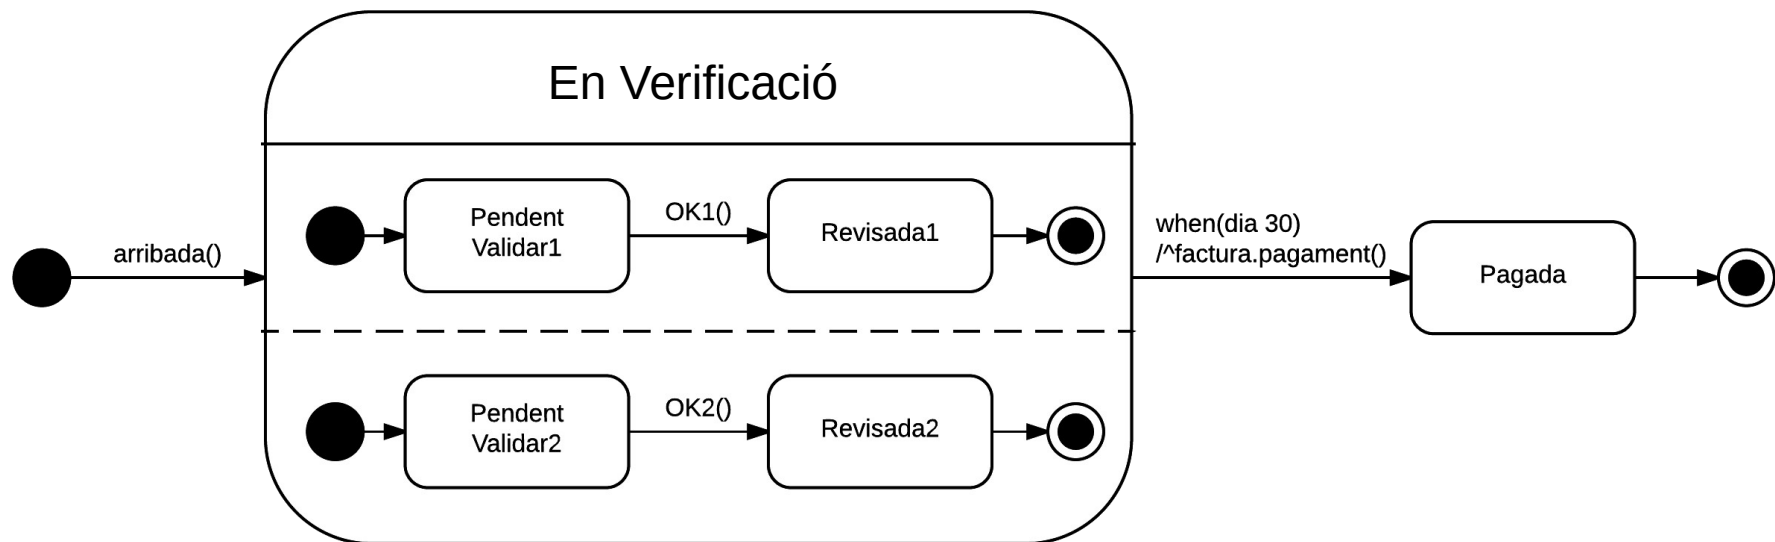 En Verificació
arribada()
Pendent
Validar1
OK1()
Revisada1
when(dia 30)
/^factura.pagament()
Pagada
Pendent
Validar2
OK2()
Revisada2